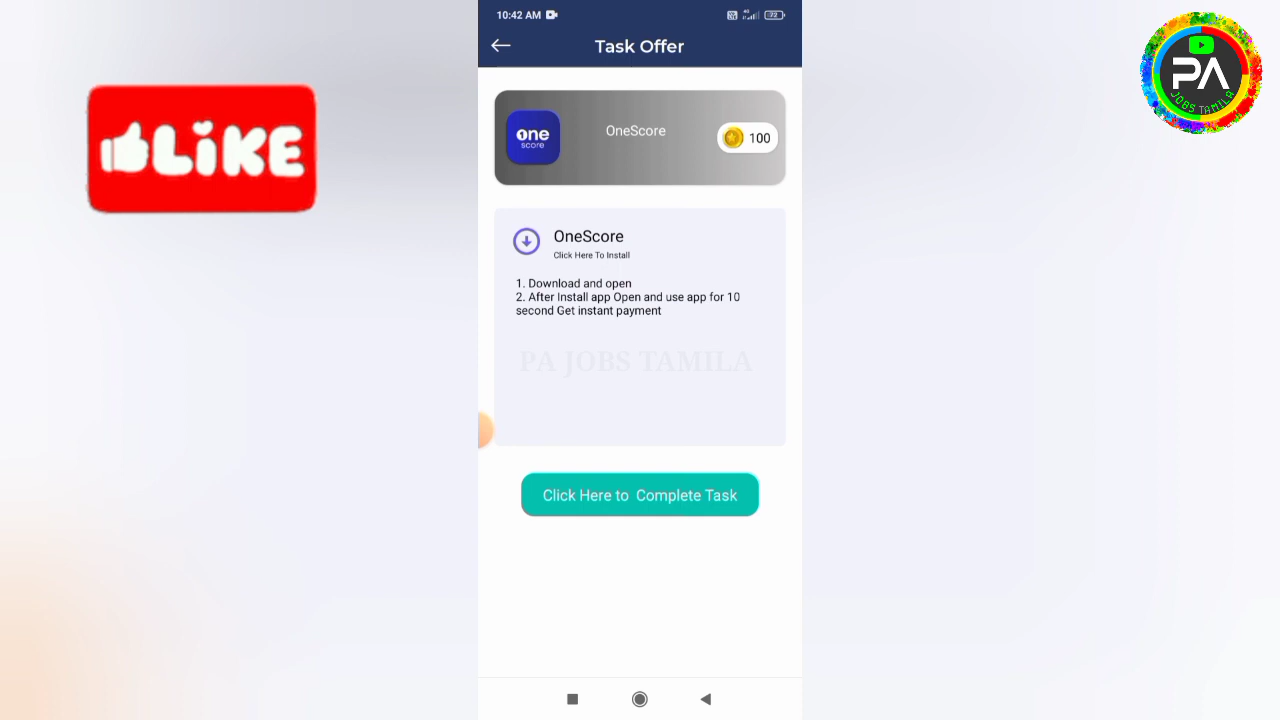 10:42 AM
4G
72
Task Offer
PA
JOBS TAMILA
LiKE
one
score
OneScore
100
OneScore
Click Here To Install
1. Download and open
2. After Install app Open and use app for 10
second Get instant payment
PA JOBS TAMILA
Click Here to Complete Task